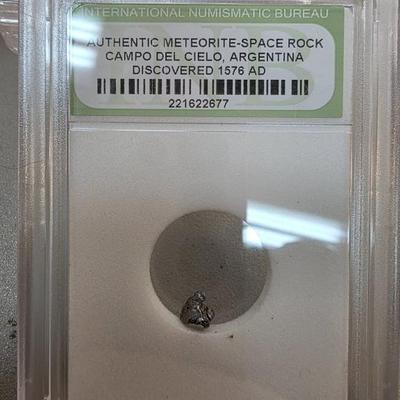 INTERNATIONAL NUMISMATIC BUREAU
AUTHENTIC METEORITE-SPACE ROCK
CAMPO DEL CIELO, ARGENTINA
DISCOVERED 1576 AD
221622677